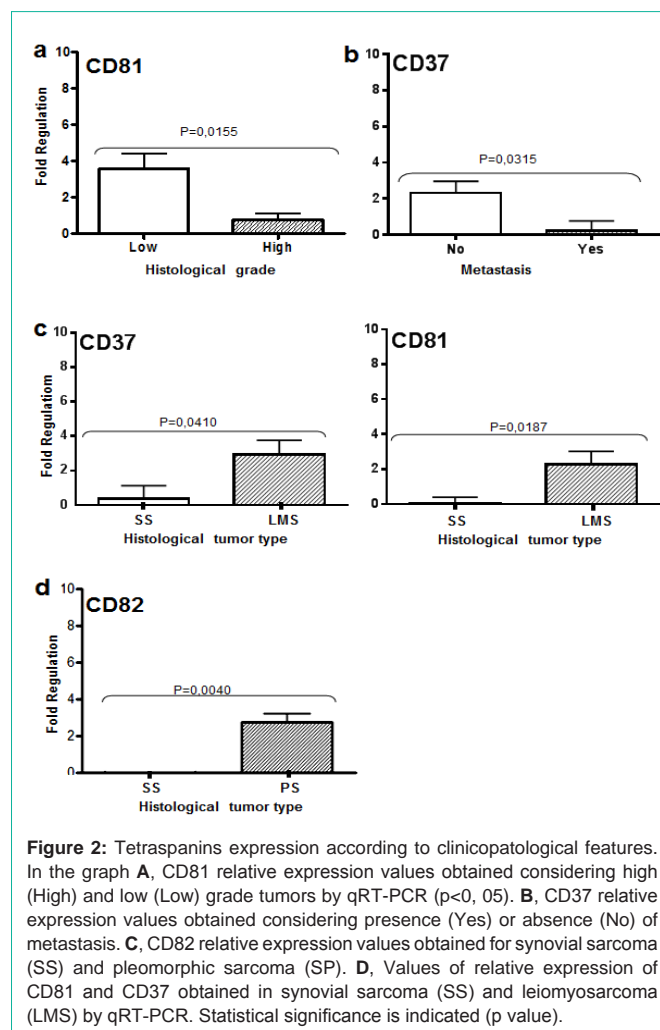 a
CD81
10
8
6
4
2
0
Fold Regulation
P=0,0155
Low High
Histological grade
b
CD37
10
8
6
4
2
0
P=0,0315
No Yes
Metastasis
c
CD37
10
8
6
4
2
0
Fold Regulation
P=0,0410
SS LMS
Histological tumor type
CD81
10
8
6
4
2
0
P=0,0187
SS LMS
Histological tumor type
d
CD82
10
8
6
4
2
0
Fold Regulation
P=0,0040
SS PS
Histological tumor type
Figure 2: Tetraspanins expression according to clinicopatological features.
In the graph A, CD81 relative expression values obtained considering high
(High) and low (Low) grade tumors by qRT-PCR (p<0, 05). B, CD37 relative
expression values obtained considering presence (Yes) or absence (No) of
metastasis. C, CD82 relative expression values obtained for synovial sarcoma
(SS) and pleomorphic sarcoma (SP). D, Values of relative expression of
CD81 and CD37 obtained in synovial sarcoma (SS) and leiomyosarcoma
(LMS) by qRT-PCR. Statistical significance is indicated (p value).